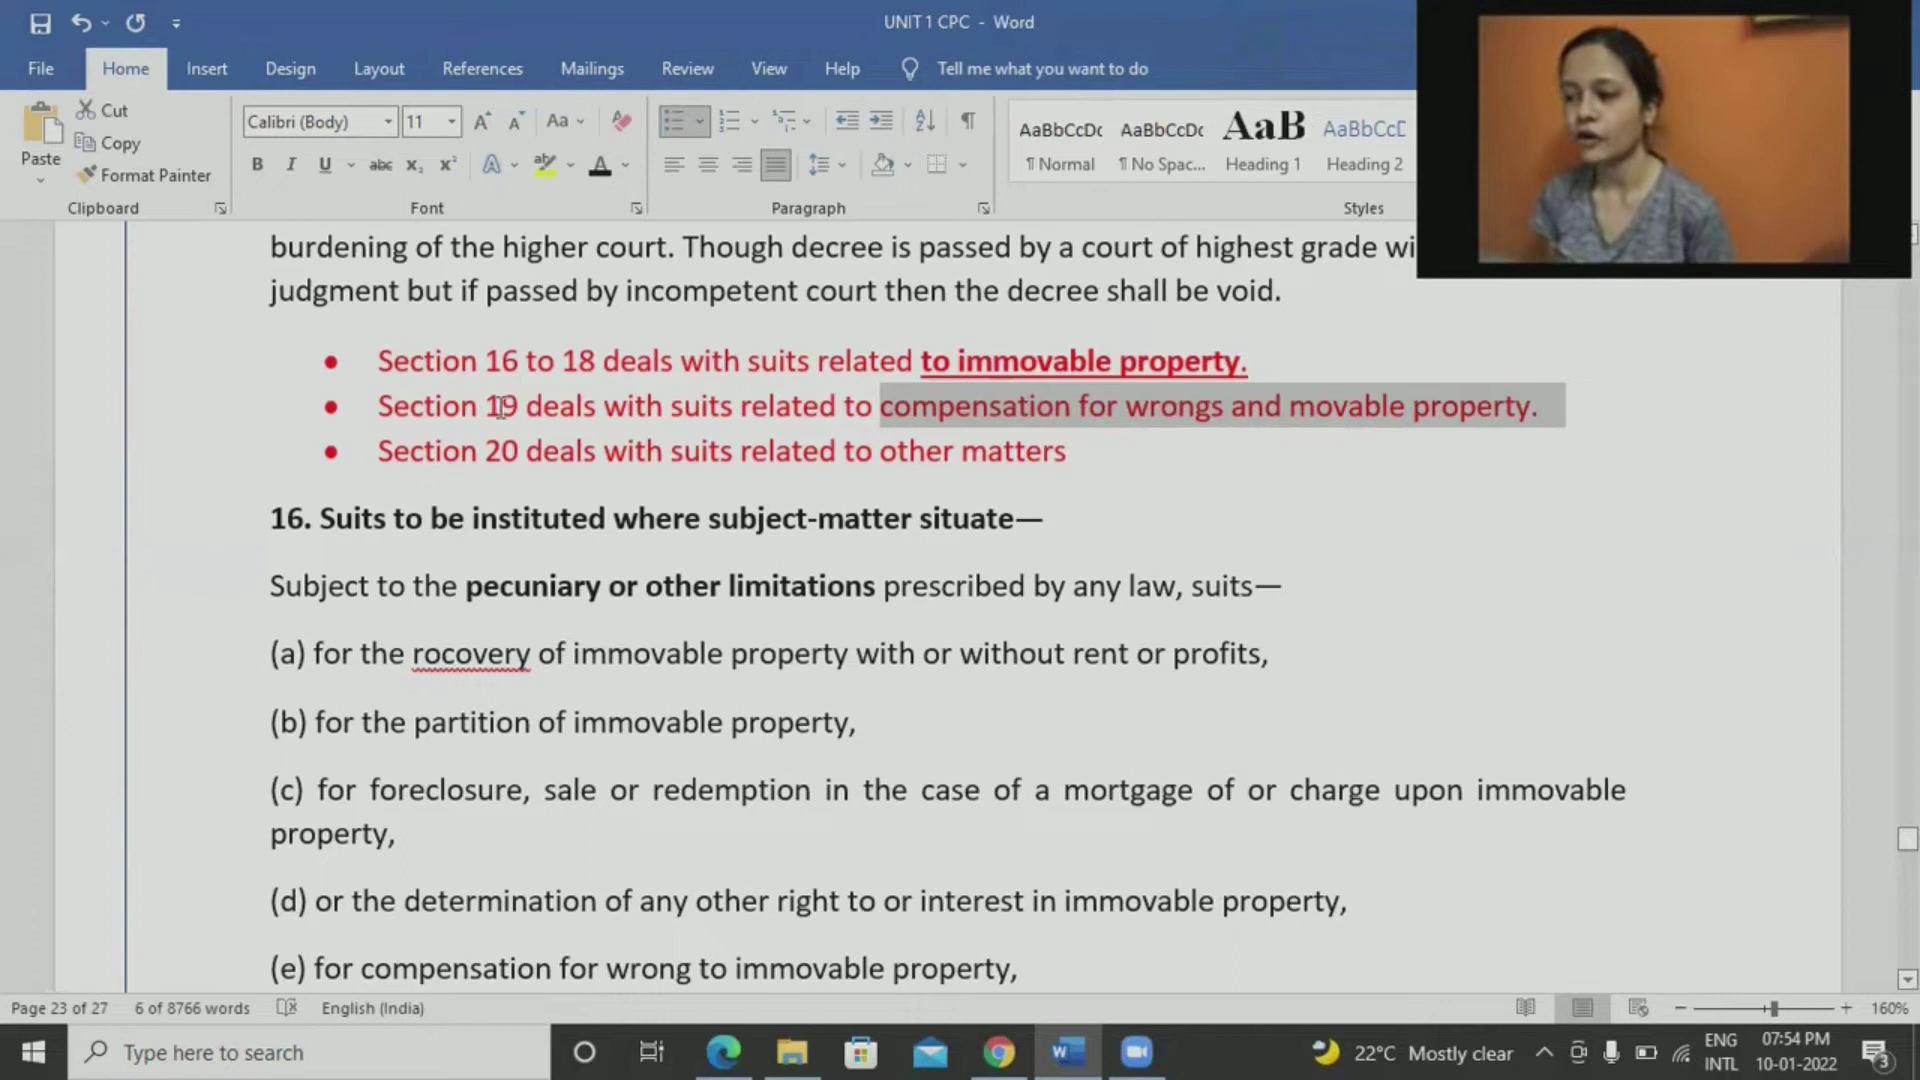 UNIT 1 CPC - Word
File Home Insert Design Layout References Mailings Review View Help Tell me what you want to do
Paste
Cut
Copy
Format Painter
Clipboard
Calibri (Body) 11
Aa
B I U abc x₂ x² A A
Font
Paragraph
AaBbCcDc AaBbCcDc AaB AaBbCcE
¶ Normal ¶ No Spac... Heading 1 Heading 2
Styles
burdening of the higher court. Though decree is passed by a court of highest grade wi
judgment but if passed by incompetent court then the decree shall be void.
• Section 16 to 18 deals with suits related to immovable property.
• Section 19 deals with suits related to compensation for wrongs and movable property.
• Section 20 deals with suits related to other matters
16. Suits to be instituted where subject-matter situate—
Subject to the pecuniary or other limitations prescribed by any law, suits—
(a) for the rocovery of immovable property with or without rent or profits,
(b) for the partition of immovable property,
(c) for foreclosure, sale or redemption in the case of a mortgage of or charge upon immovable
property,
(d) or the determination of any other right to or interest in immovable property,
(e) for compensation for wrong to immovable property,
Page 23 of 27 6 of 8766 words English (India) 160%
Type here to search
22°C Mostly clear
ENG
INTL
07:54 PM
10-01-2022
3